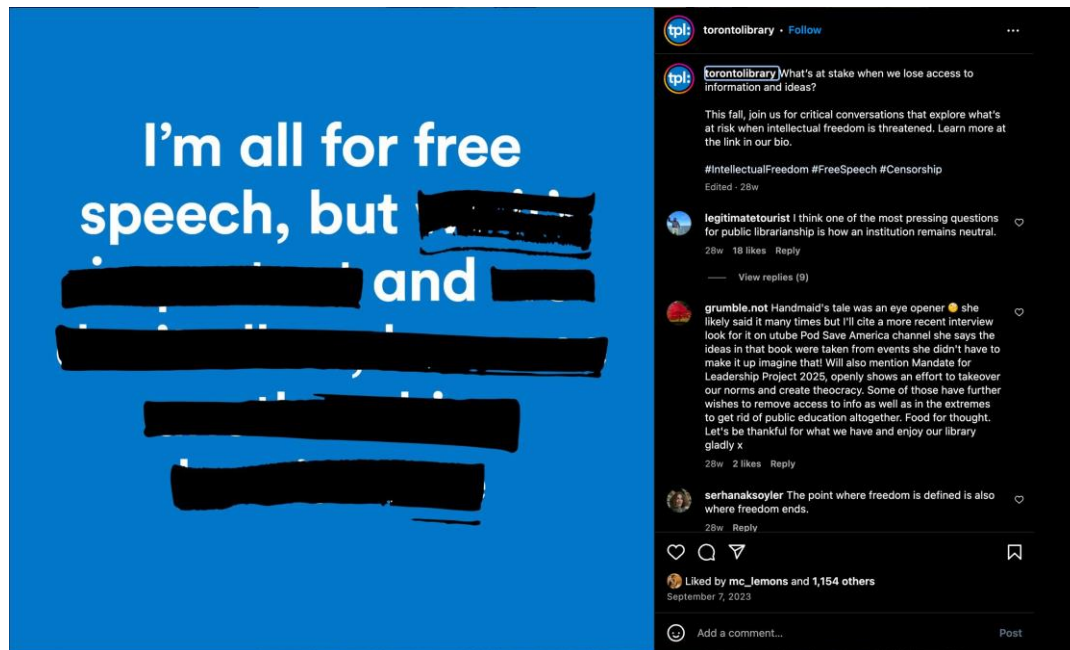 I'm all for free
speech, but
and
tpl:
torontolibrary • Follow
tpl:
torontolibrary What's at stake when we lose access to
information and ideas?
This fall, join us for critical conversations that explore what's
at risk when intellectual freedom is threatened. Learn more at
the link in our bio.
#IntellectualFreedom #FreeSpeech #Censorship
Edited · 28w
legitimatetourist I think one of the most pressing questions
for public librarianship is how an institution remains neutral.
28w 18 likes Reply
View replies (9)
grumble.not Handmaid's tale was an eye opener 😳 she
likely said it many times but I'll cite a more recent interview
look for it on utube Pod Save America channel she says the
ideas in that book were taken from events she didn't have to
make it up imagine that! Will also mention Mandate for
Leadership Project 2025, openly shows an effort to takeover
our norms and create theocracy. Some of those have further
wishes to remove access to info as well as in the extremes
to get rid of public education altogether. Food for thought.
Let's be thankful for what we have and enjoy our library
gladly x
28w 2 likes Reply
serhanaksoyler The point where freedom is defined is also
where freedom ends.
28w Reply
Liked by mc_lemons and 1,154 others
September 7, 2023
Add a comment... Post